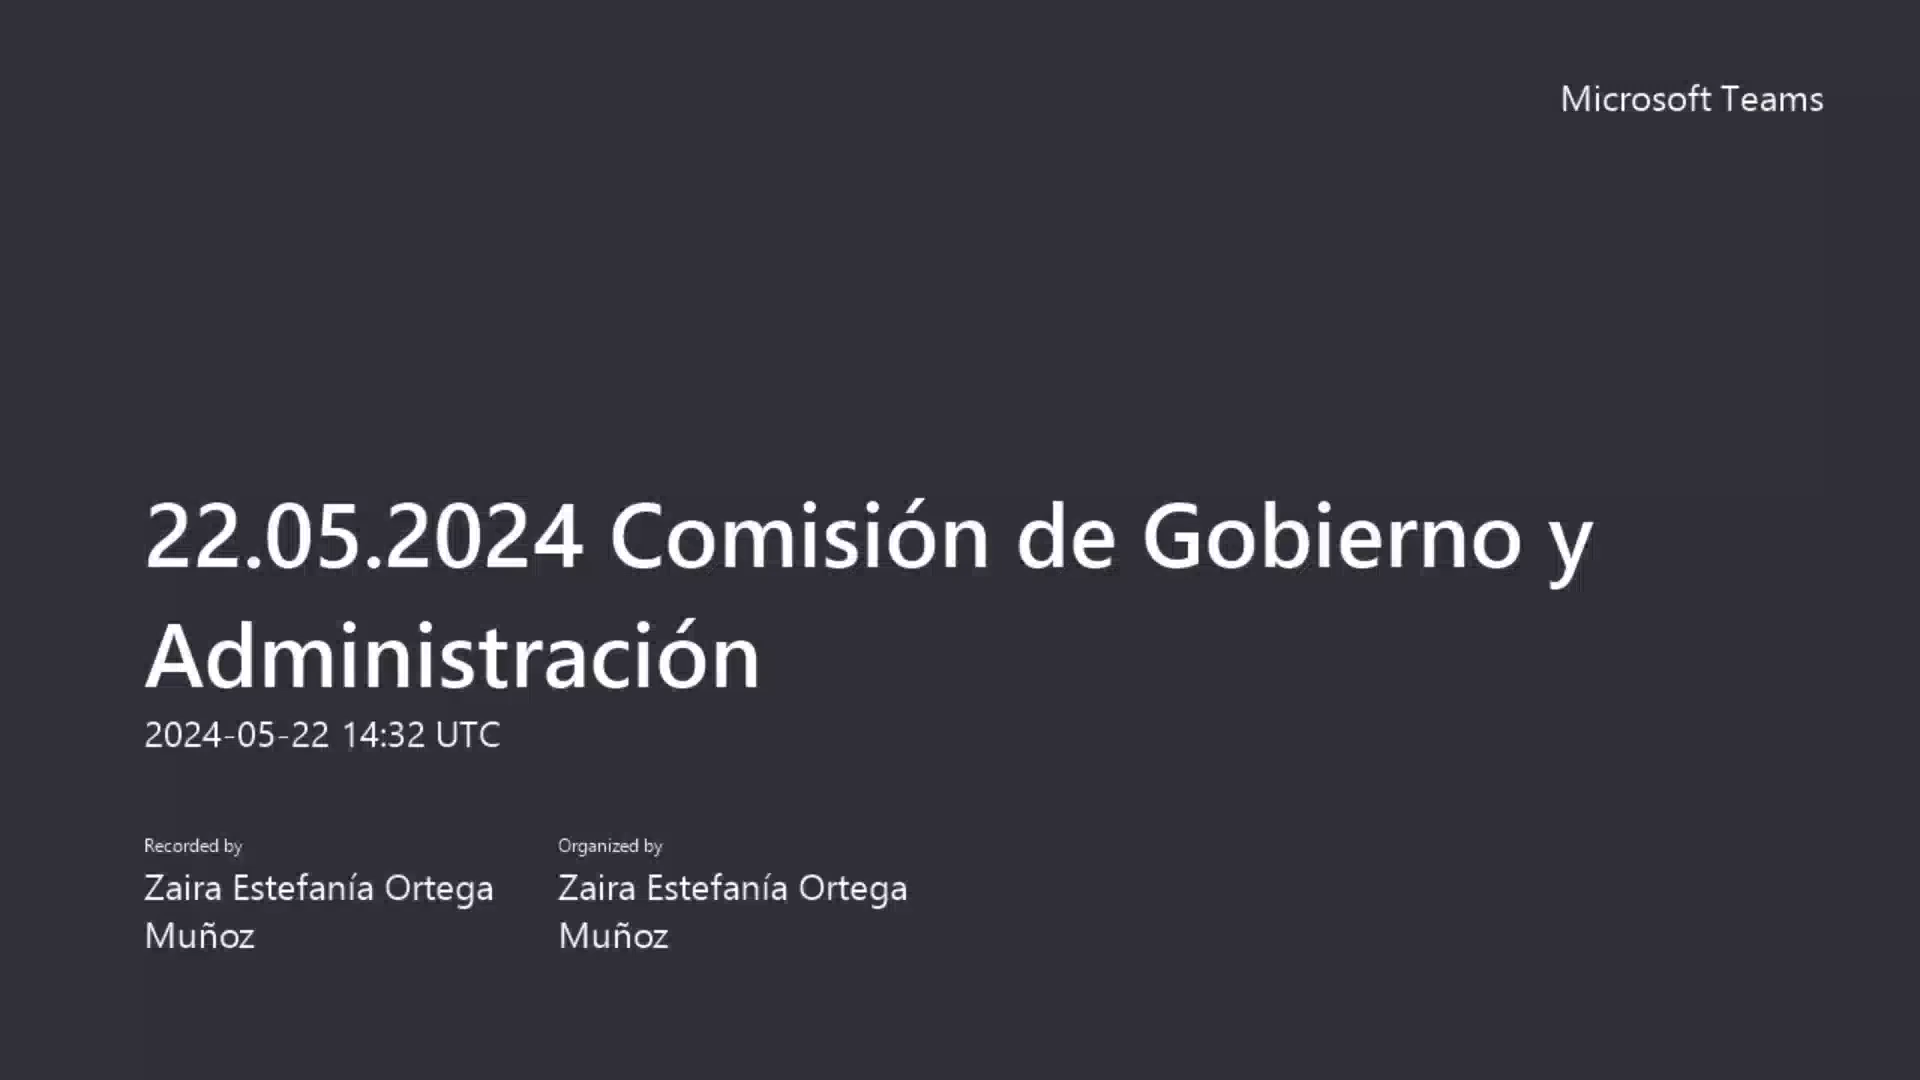 Microsoft Teams
22.05.2024 Comisión de Gobierno y
Administración
2024-05-22 14:32 UTC
Recorded by
Zaira Estefanía Ortega
Muñoz
Organized by
Zaira Estefanía Ortega
Muñoz